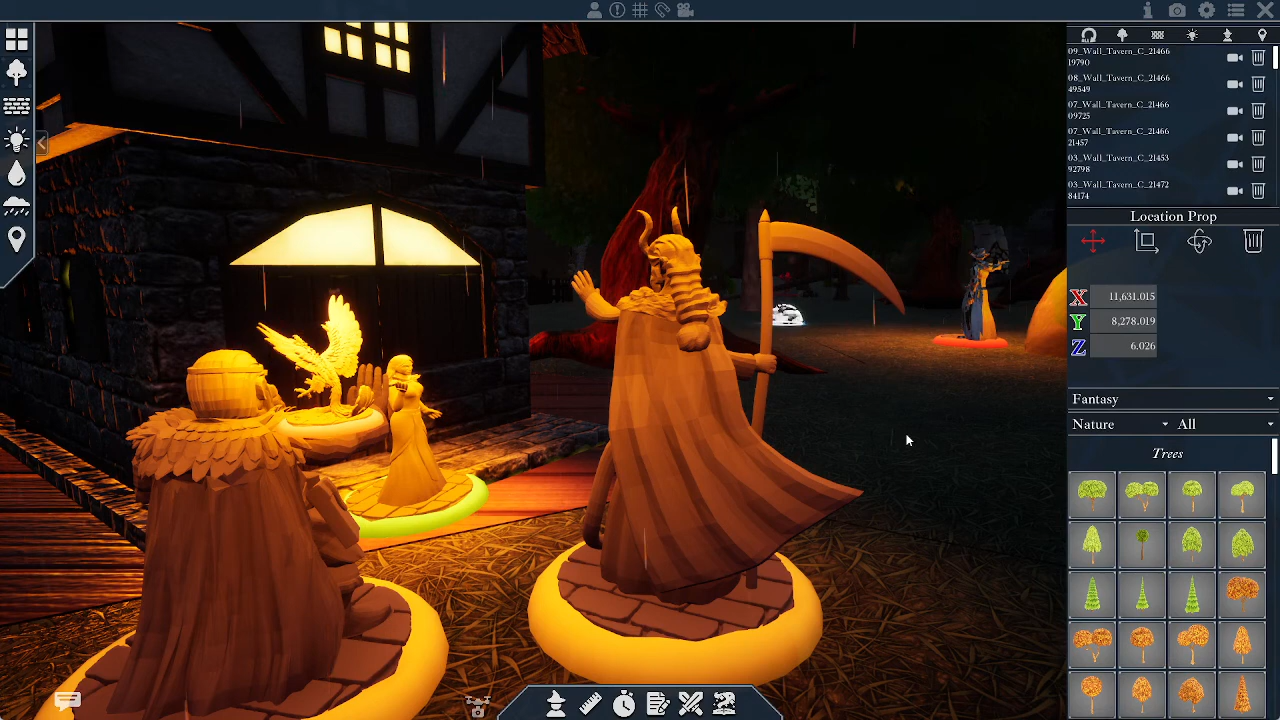 09_Wall_Tavern_C_21466
19790
08_Wall_Tavern_C_21466
49549
07_Wall_Tavern_C_21466
09725
07_Wall_Tavern_C_21466
21457
03_Wall_Tavern_C_21453
92798
03_Wall_Tavern_C_21472
84174
Location Prop
X 11,631.015
Y 8,278.019
Z 6.026
Fantasy
Nature All
Trees